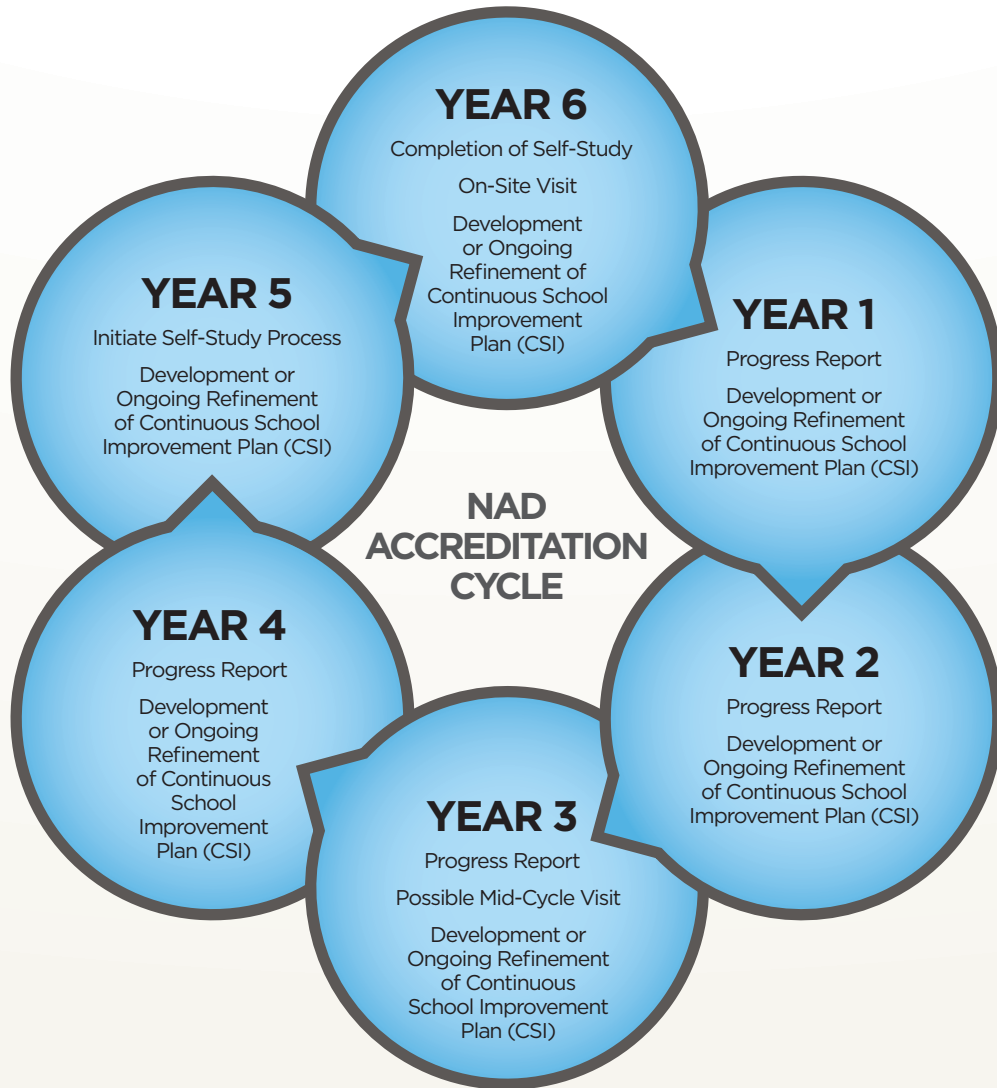 YEAR 6
Completion of Self-Study
On-Site Visit
Development
or Ongoing
Refinement of
Continuous School
Improvement
Plan (CSI)
YEAR 1
Progress Report
Development or
Ongoing Refinement
of Continuous School
Improvement Plan (CSI)
YEAR 2
Progress Report
Development or
Ongoing Refinement
of Continuous School
Improvement Plan (CSI)
YEAR 3
Progress Report
Possible Mid-Cycle Visit
Development or
Ongoing Refinement
of Continuous
School Improvement
Plan (CSI)
YEAR 4
Progress Report
Development
or Ongoing
Refinement
of Continuous
School
Improvement
Plan (CSI)
YEAR 5
Initiate Self-Study Process
Development or
Ongoing Refinement
of Continuous School
Improvement Plan (CSI)
NAD
ACCREDITATION
CYCLE